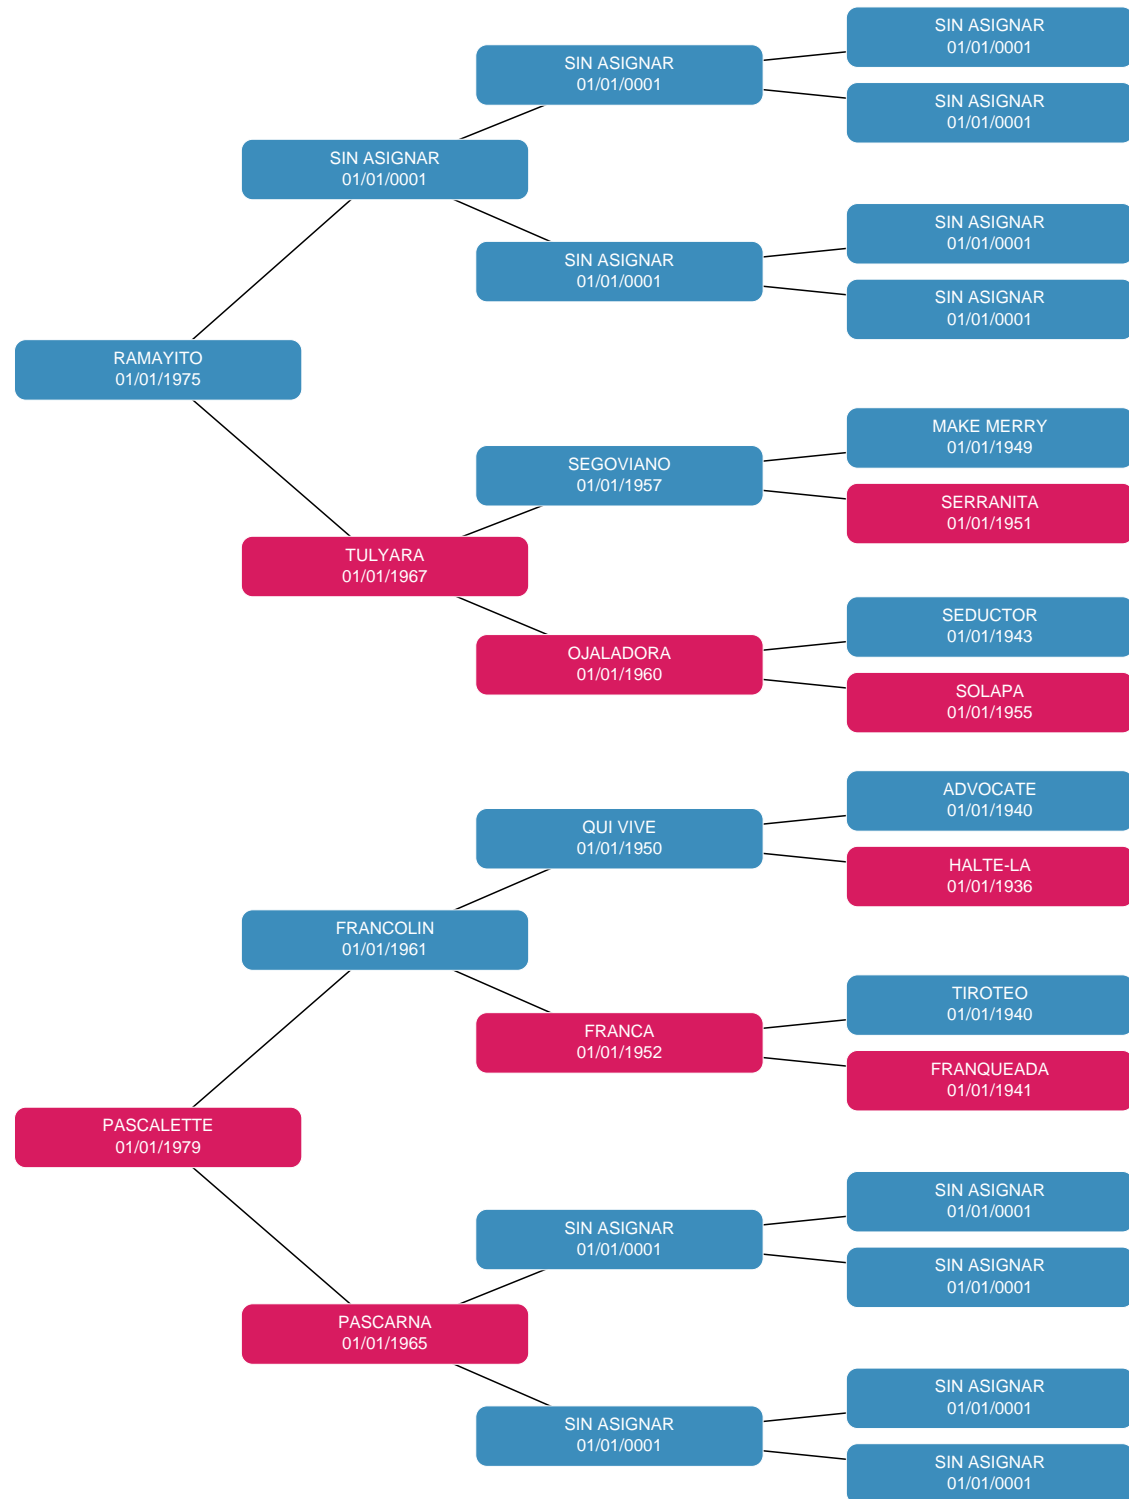 SIN ASIGNAR
01/01/0001
SIN ASIGNAR
01/01/0001
SIN ASIGNAR
01/01/0001
SIN ASIGNAR
01/01/0001
SIN ASIGNAR
01/01/0001
SIN ASIGNAR
01/01/0001
SIN ASIGNAR
01/01/0001
RAMAYITO
01/01/1975
MAKE MERRY
01/01/1949
SEGOVIANO
01/01/1957
SERRANITA
01/01/1951
TULYARA
01/01/1967
SEDUCTOR
01/01/1943
OJALADORA
01/01/1960
SOLAPA
01/01/1955
ADVOCATE
01/01/1940
QUI VIVE
01/01/1950
HALTE-LA
01/01/1936
FRANCOLIN
01/01/1961
TIROTEO
01/01/1940
FRANCA
01/01/1952
FRANQUEADA
01/01/1941
PASCALETTE
01/01/1979
SIN ASIGNAR
01/01/0001
SIN ASIGNAR
01/01/0001
SIN ASIGNAR
01/01/0001
PASCARNA
01/01/1965
SIN ASIGNAR
01/01/0001
SIN ASIGNAR
01/01/0001
SIN ASIGNAR
01/01/0001